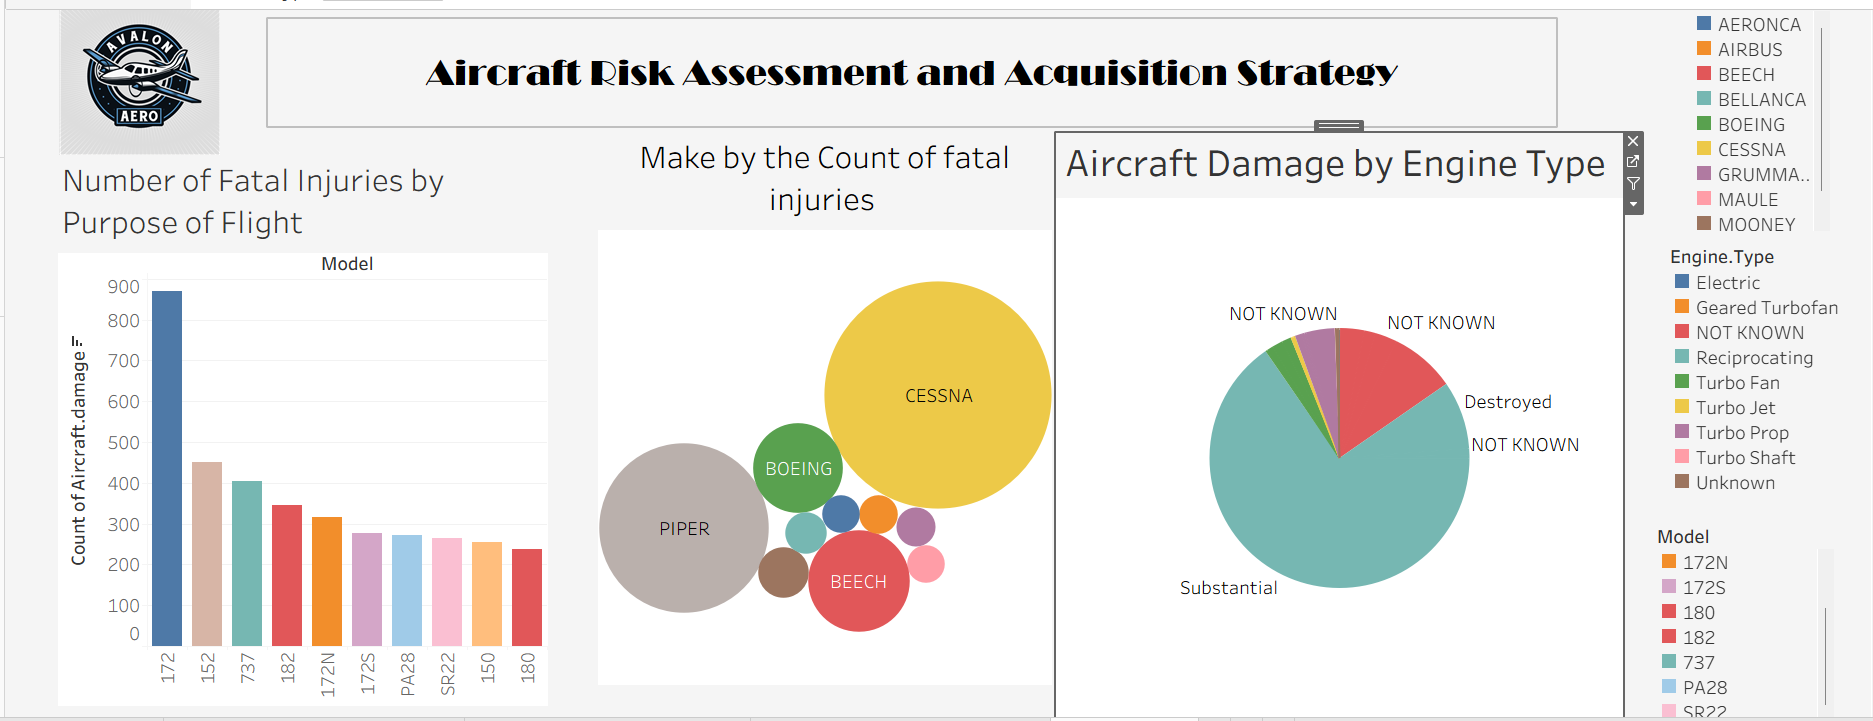 AVALON
AERO
Aircraft Risk Assessment and Acquisition Strategy
Number of Fatal Injuries by
Purpose of Flight
Model
Count of Aircraft.damage
900
800
700
600
500
400
300
200
100
0
172
152
737
182
172N
172S
PA28
SR22
150
180
Make by the Count of fatal
injuries
CESSNA
BOEING
PIPER
BEECH
Aircraft Damage by Engine Type
NOT KNOWN
NOT KNOWN
Destroyed
NOT KNOWN
Substantial
AERONCA
AIRBUS
BEECH
BELLANCA
BOEING
CESSNA
GRUMMA..
MAULE
MOONEY
Engine.Type
Electric
Geared Turbofan
NOT KNOWN
Reciprocating
Turbo Fan
Turbo Jet
Turbo Prop
Turbo Shaft
Unknown
Model
172N
172S
180
182
737
PA28
SR22